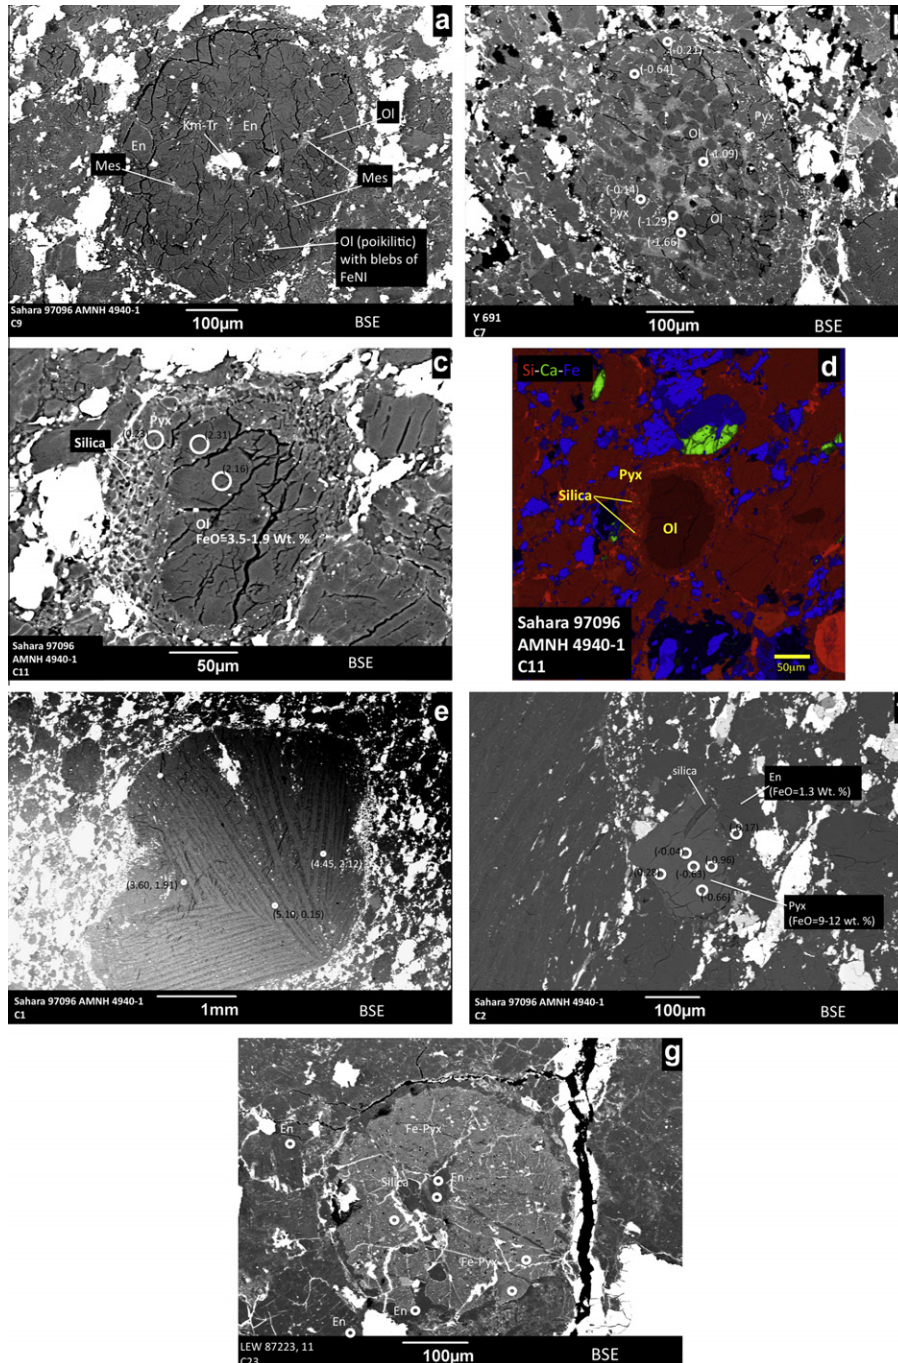 a
Km-Tr
En
Ol
En
Mes
Mes
Ol (poikilitic)
with blebs of
FeNI
Sahara 97096 AMNH 4940-1
C9
100µm
BSE
(-0.21)
(-0.64)
Pyx
Ol
(-1.09)
(-0.14)
Pyx
(-1.29)
Ol
(-1.66)
Y 691
C7
100µm
BSE
c
Pyx
(2.31)
Silica
(2.16)
Ol
FeO=3.5-1.9 Wt. %
Sahara 97096
AMNH 4940-1
C11
50µm
BSE
Si-Ca-Fe
d
Pyx
Silica
Ol
Sahara 97096
AMNH 4940-1
C11
50µm
e
(4.45, 2.12)
(3.60, 1.91)
(5.10, 0.15)
Sahara 97096 AMNH 4940-1
C1
1mm
BSE
silica
En
(FeO=1.3 Wt. %)
(-0.04)
(-0.96)
(-0.63)
(-0.66)
Pyx
(FeO=9-12 wt. %)
Sahara 97096 AMNH 4940-1
C2
100µm
BSE
g
En
Fe-Pyx
Silica
En
Fe-Pyx
En
En
LEW 87223, 11
C23
100µm
BSE